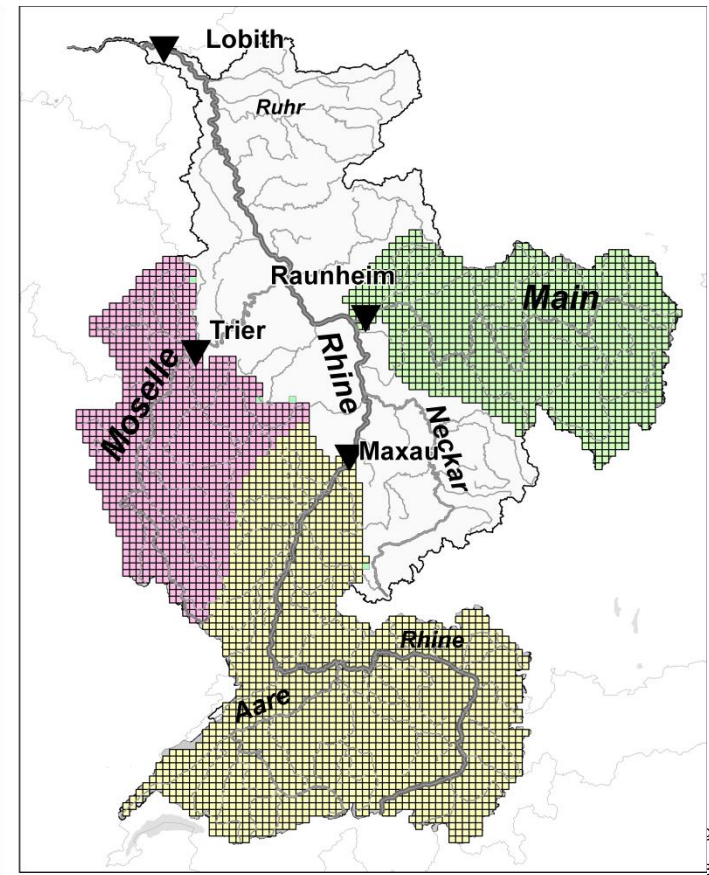 Lobith
Ruhr
Raunheim
Main
Trier
Rhine
Moselle
Neckar
Maxau
Rhine
Aare